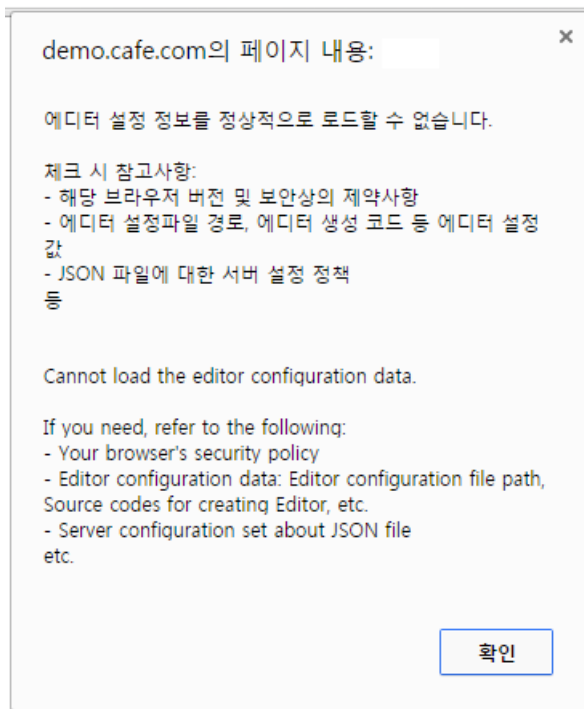 demo.cafe.com의 페이지 내용:
×
에디터 설정 정보를 정상적으로 로드할 수 없습니다.
체크 시 참고사항:
- 해당 브라우저 버전 및 보안상의 제약사항
- 에디터 설정파일 경로, 에디터 생성 코드 등 에디터 설정
값
- JSON 파일에 대한 서버 설정 정책
등
Cannot load the editor configuration data.
If you need, refer to the following:
- Your browser's security policy
- Editor configuration data: Editor configuration file path,
Source codes for creating Editor, etc.
- Server configuration set about JSON file
etc.
확인